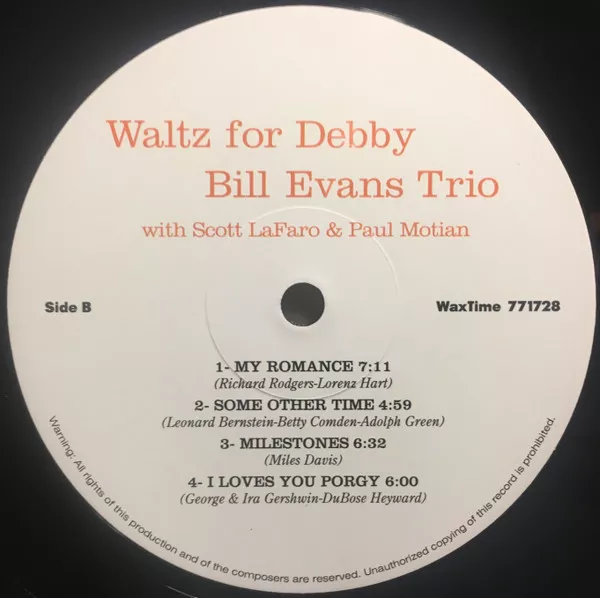 Waltz for Debby
Bill Evans Trio
with Scott LaFaro & Paul Motian
Side B
WaxTime 771728
1- MY ROMANCE 7:11
(Richard Rodgers-Lorenz Hart)
2- SOME OTHER TIME 4:59
(Leonard Bernstein-Betty Comden-Adolph Green)
3- MILESTONES 6:32
(Miles Davis)
4- I LOVES YOU PORGY 6:00
(George & Ira Gershwin-DuBose Heyward)
Warning: All rights of this production and of the composers are reserved. Unauthorized copying of this record is prohibited.